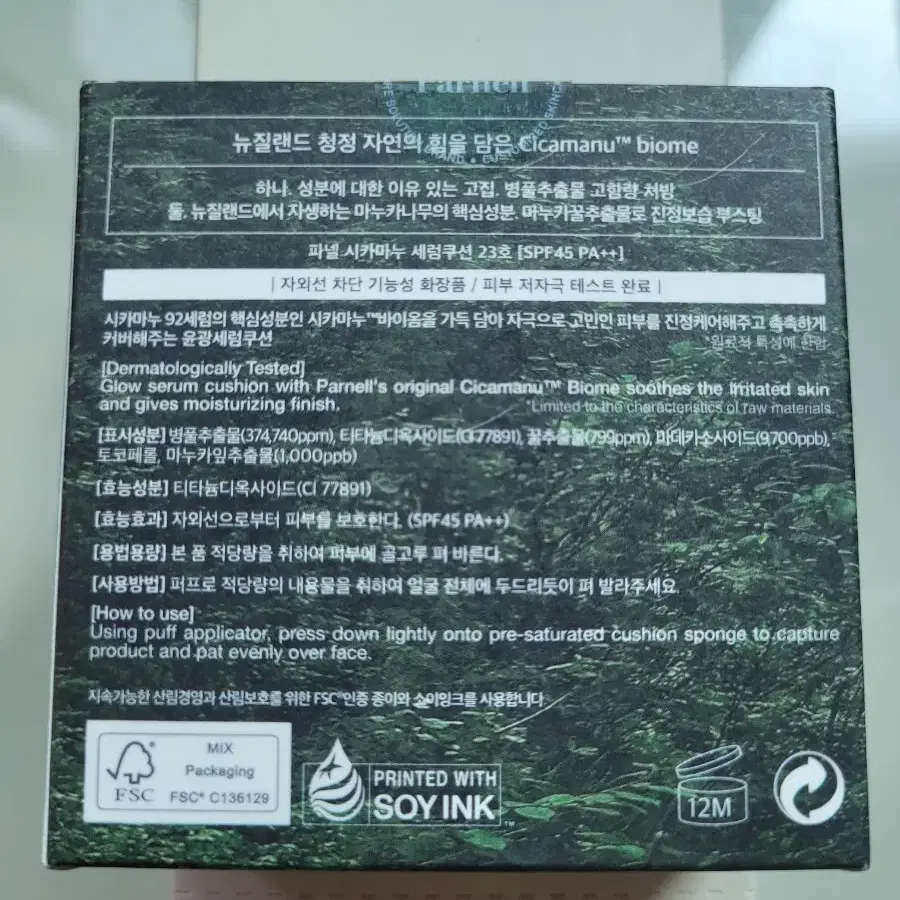 Parnell
뉴질랜드 청정 자연의 힘을 담은 Cicamanu™ biome
하나. 성분에 대한 이유 있는 고집. 병풀추출물 고함량 처방
둘. 뉴질랜드에서 자생하는 마누카나무의 핵심성분. 마누카꿀추출물로 진정보습 부스팅
파넬 시카마누 세럼쿠션 23호 [SPF45 PA++]
| 자외선 차단 기능성 화장품 / 피부 저자극 테스트 완료 |
시카마누 92세럼의 핵심성분인 시카마누™바이옴을 가득 담아 자극으로 고민인 피부를 진정케어해주고 촉촉하게
커버해주는 윤광세럼쿠션
*원료적 특성에 한함
[Dermatologically Tested]
Glow serum cushion with Parnell's original Cicamanu™ Biome soothes the irritated skin
and gives moisturizing finish.
*Limited to the characteristics of raw materials.
[표시성분] 병풀추출물(374,740ppm), 티타늄디옥사이드(CI 77891), 꿀추출물(799ppm), 마데카소사이드(9,700ppb),
토코페롤, 마누카잎추출물(1,000ppb)
[효능성분] 티타늄디옥사이드(CI 77891)
[효능효과] 자외선으로부터 피부를 보호한다. (SPF45 PA++)
[용법용량] 본 품 적당량을 취하여 피부에 골고루 펴 바른다.
[사용방법] 퍼프로 적당량의 내용물을 취하여 얼굴 전체에 두드리듯이 펴 발라주세요.
[How to use]
Using puff applicator, press down lightly onto pre-saturated cushion sponge to capture
product and pat evenly over face.
지속가능한 산림경영과 산림보호를 위한 FSC®인증 종이와 소이잉크를 사용합니다
FSC
MIX
Packaging
FSC® C136129
PRINTED WITH
SOY INK™
12M